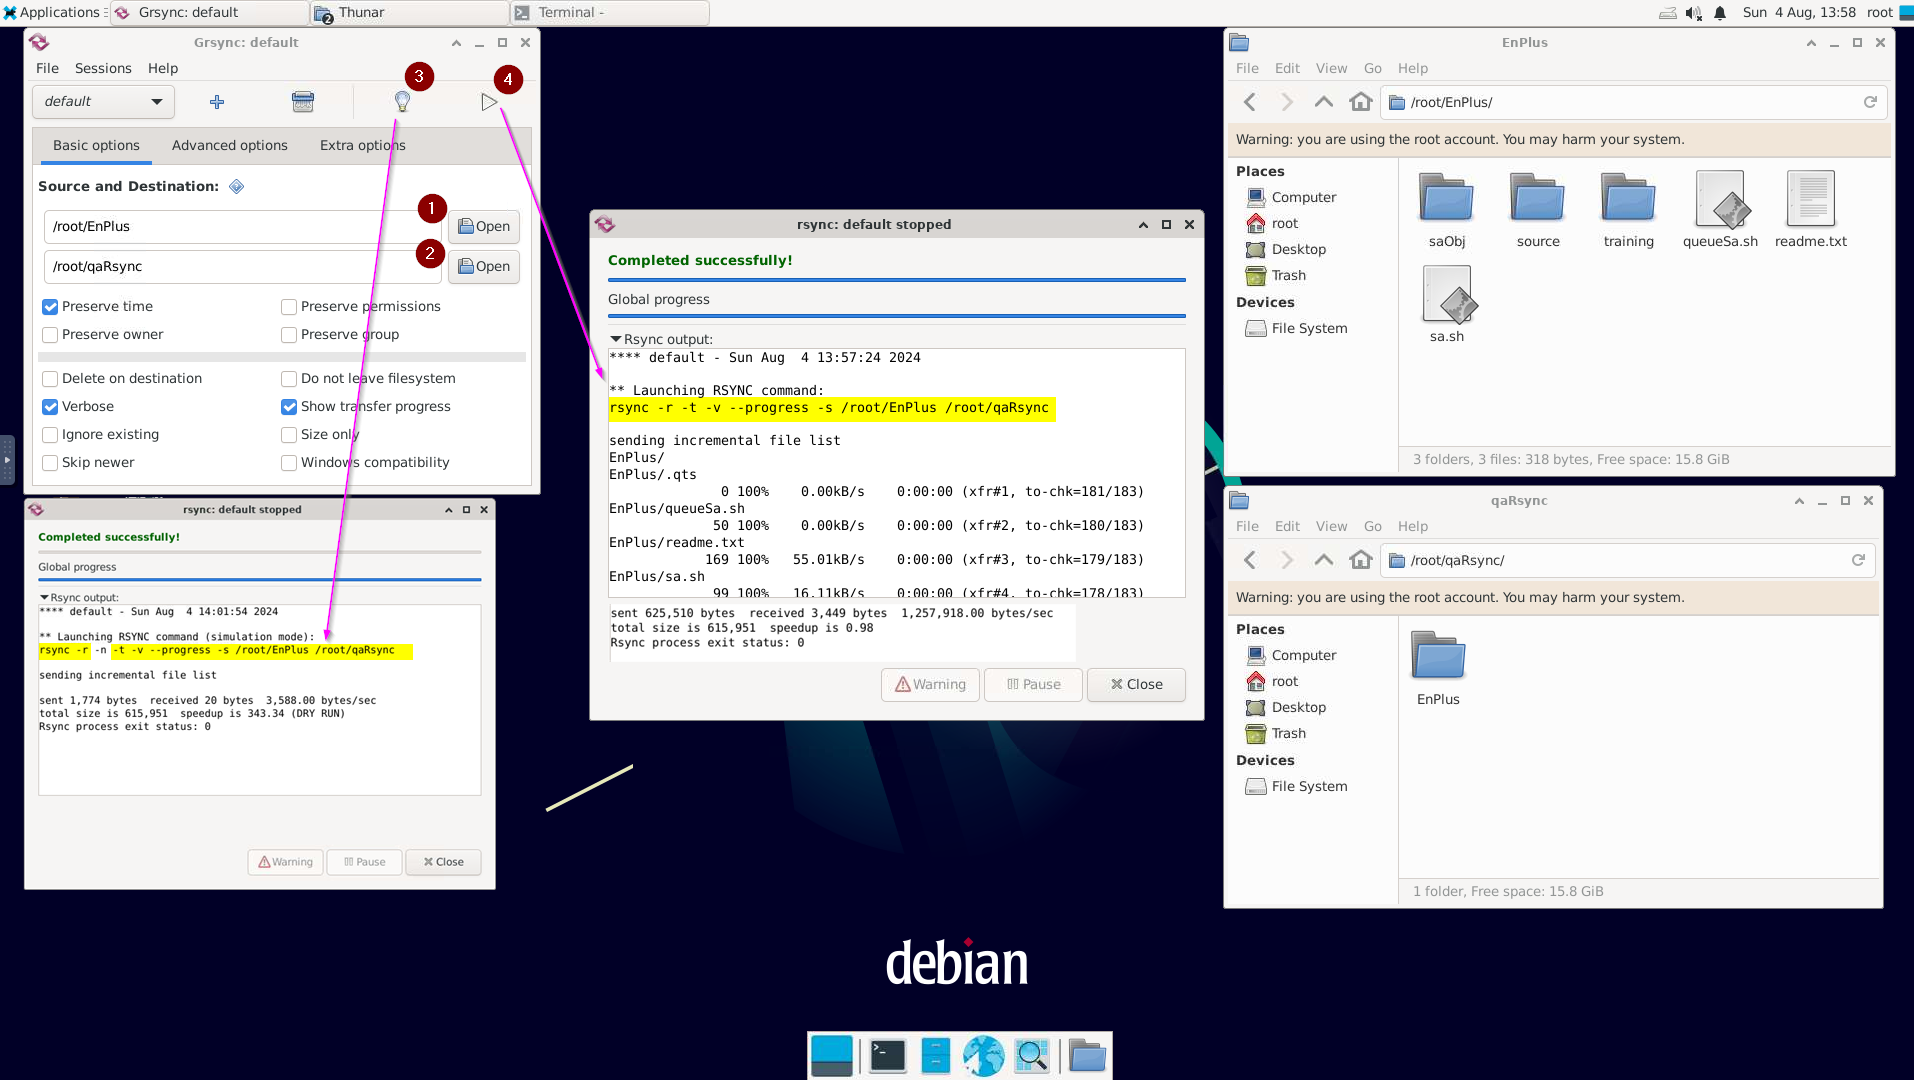 Applications
Grsync: default
2
Thunar
Terminal -
Sun 4 Aug, 13:58
root
Grsync: default
File Sessions Help
3
4
default
Basic options Advanced options Extra options
Source and Destination:
1
/root/EnPlus
Open
2
/root/qaRsync
Open
Preserve time
Preserve permissions
Preserve owner
Preserve group
Delete on destination
Do not leave filesystem
Verbose
Show transfer progress
Ignore existing
Size only
Skip newer
Windows compatibility
rsync: default stopped
Completed successfully!
Global progress
Rsync output:
**** default - Sun Aug  4 14:01:54 2024
** Launching RSYNC command (simulation mode):
rsync -r -n -t -v --progress -s /root/EnPlus /root/qaRsync
sending incremental file list
sent 1,774 bytes  received 20 bytes  3,588.00 bytes/sec
total size is 615,951  speedup is 343.34 (DRY RUN)
Rsync process exit status: 0
Warning
Pause
Close
rsync: default stopped
Completed successfully!
Global progress
Rsync output:
**** default - Sun Aug  4 13:57:24 2024
** Launching RSYNC command:
rsync -r -t -v --progress -s /root/EnPlus /root/qaRsync
sending incremental file list
EnPlus/
EnPlus/.qts
0 100%    0.00kB/s    0:00:00 (xfr#1, to-chk=181/183)
EnPlus/queueSa.sh
50 100%    0.00kB/s    0:00:00 (xfr#2, to-chk=180/183)
EnPlus/readme.txt
169 100%   55.01kB/s    0:00:00 (xfr#3, to-chk=179/183)
EnPlus/sa.sh
99 100%   16.11kB/s    0:00:00 (xfr#4, to-chk=178/183)
sent 625,510 bytes  received 3,449 bytes  1,257,918.00 bytes/sec
total size is 615,951  speedup is 0.98
Rsync process exit status: 0
Warning
Pause
Close
EnPlus
File Edit View Go Help
/root/EnPlus/
Warning: you are using the root account. You may harm your system.
Places
Computer
root
Desktop
Trash
Devices
File System
saObj
source
training
queueSa.sh
readme.txt
sa.sh
3 folders, 3 files: 318 bytes, Free space: 15.8 GiB
qaRsync
File Edit View Go Help
/root/qaRsync/
Warning: you are using the root account. You may harm your system.
Places
Computer
root
Desktop
Trash
Devices
File System
EnPlus
1 folder, Free space: 15.8 GiB
debian